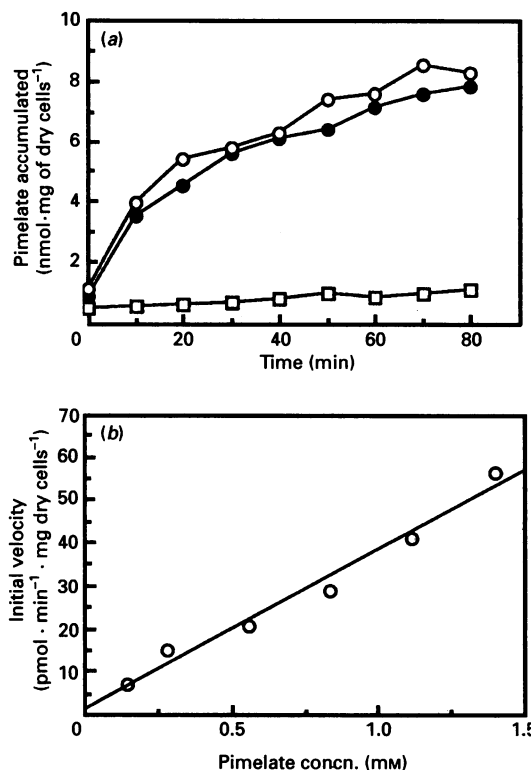 (a)
Pimelate accumulated
(nmol·mg of dry cells⁻¹)
10
8
6
4
2
0
20
40
60
80
Time (min)
(b)
Initial velocity
(pmol · min⁻¹ · mg dry cells⁻¹)
70
60
50
40
30
20
10
0
0.5
1.0
1.5
Pimelate concn. (mM)